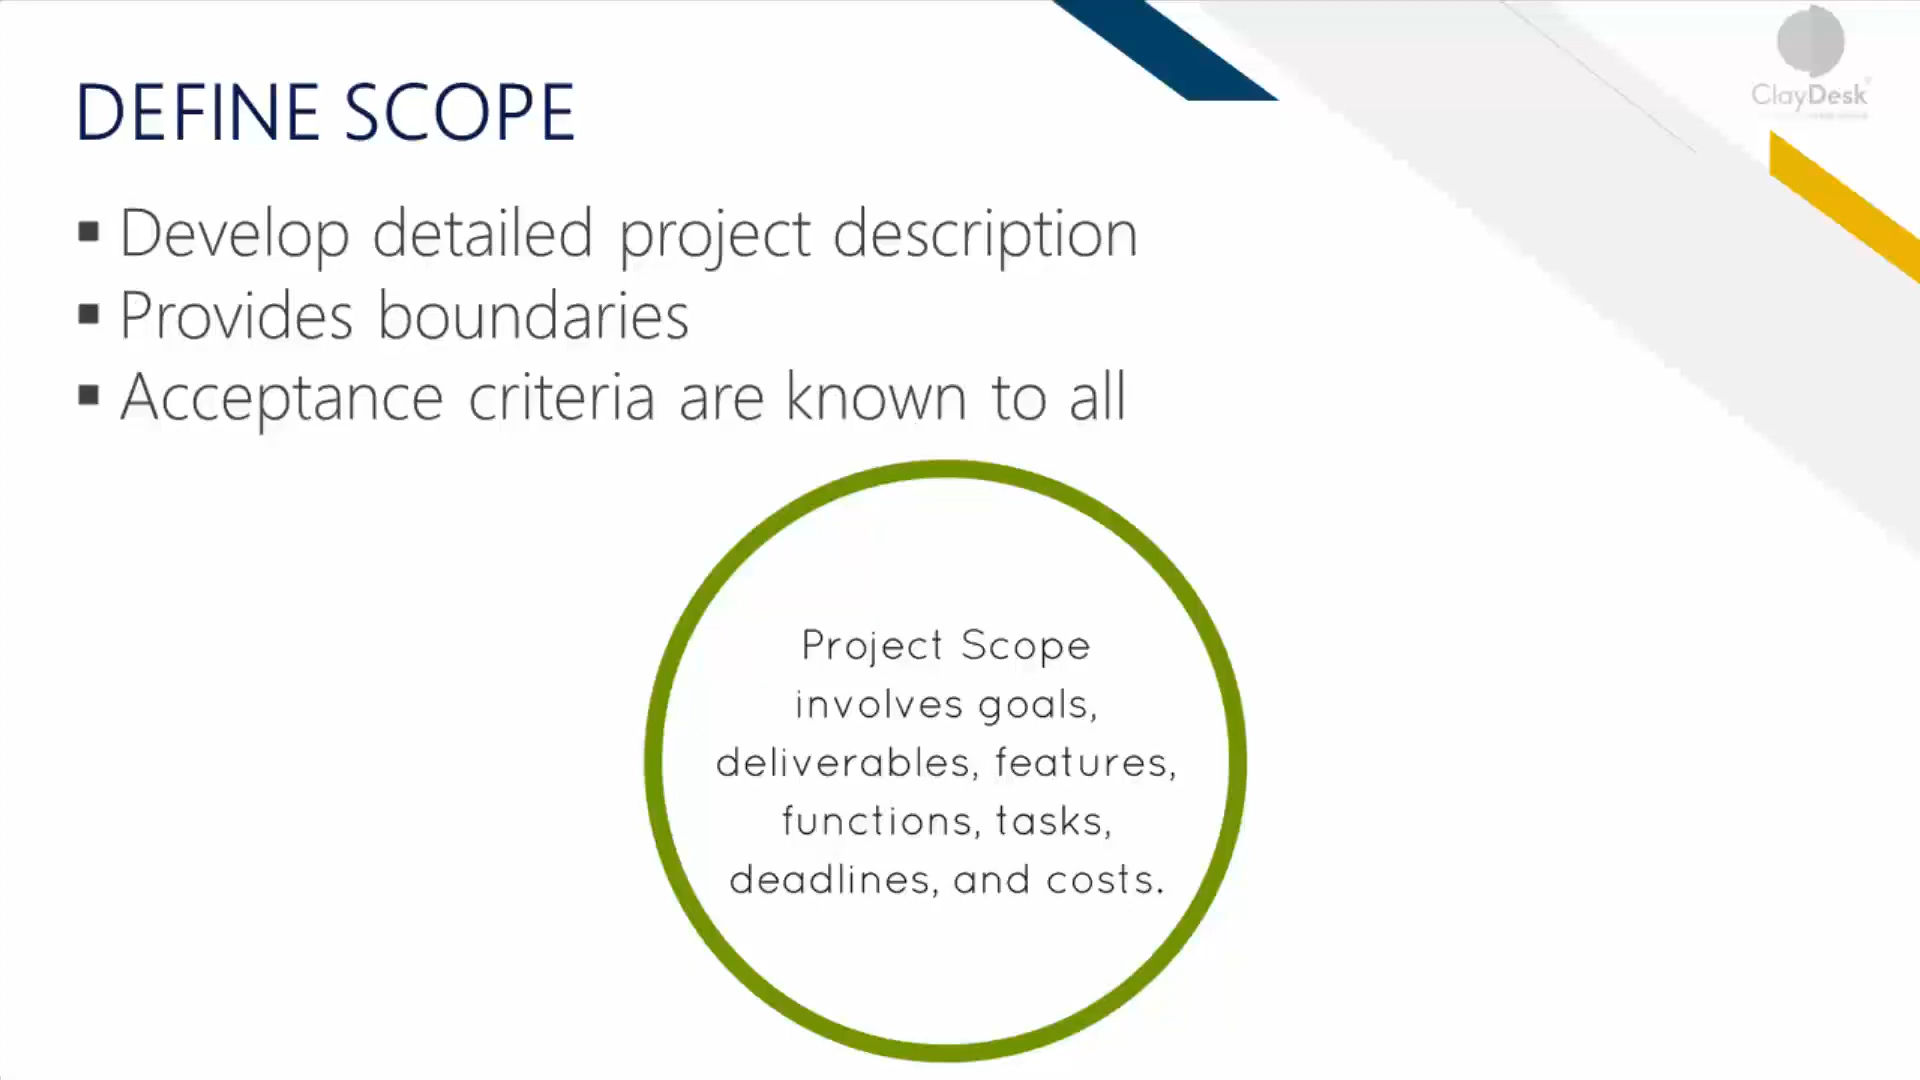 ClayDesk
DEFINE SCOPE
▪ Develop detailed project description
▪ Provides boundaries
▪ Acceptance criteria are known to all
Project Scope
involves goals,
deliverables, features,
functions, tasks,
deadlines, and costs.